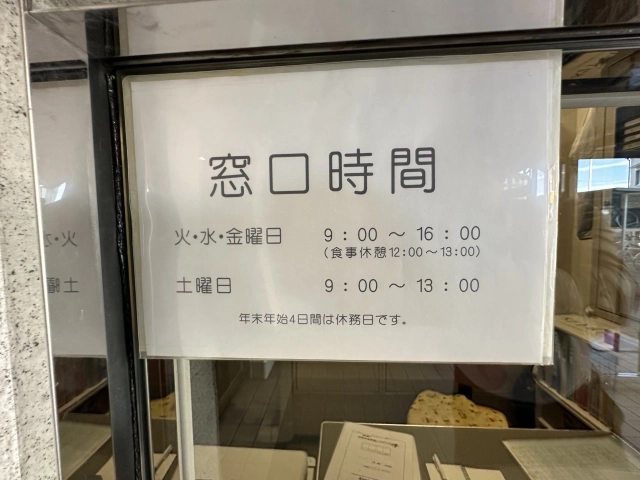 窓口時間
火・水・金曜日 9：00 ～ 16：00
（食事休憩12：00～13：00）
土曜日 9：00 ～ 13：00
年末年始4日間は休務日です。